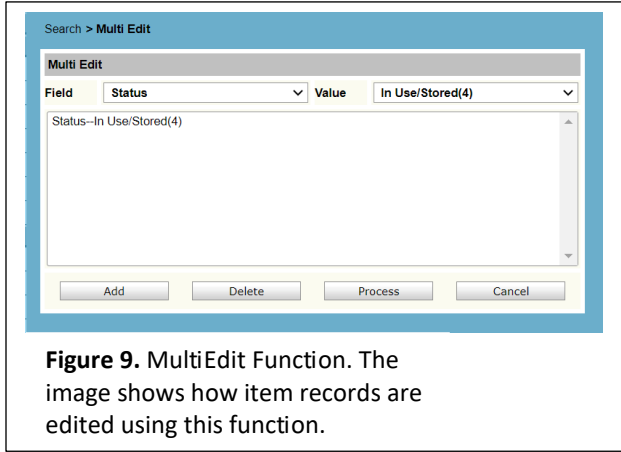 Search > Multi Edit
Multi Edit
Field Status Value In Use/Stored(4)
Status--In Use/Stored(4)
Add Delete Process Cancel
Figure 9. MultiEdit Function. The
image shows how item records are
edited using this function.